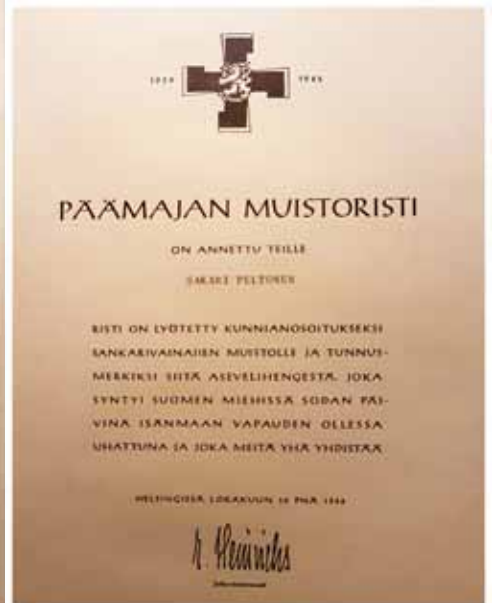 1939 1945
PÄÄMAJAN MUISTORISTI
ON ANNETTU TEILLE
SAKARI PELTONEN
RISTI ON LYÖTETTY KUNNIANOSOITUKSEKSI
SANKARIVAINAJIEN MUISTOLLE JA TUNNUS-
MERKIKSI SIITÄ ASEVELIHENGESTÄ, JOKA
SYNTYI SUOMEN MIEHISSÄ SODAN PÄI-
VINÄ ISÄNMAAN VAPAUDEN OLLESSA
UHATTUNA JA JOKA MEITÄ YHÄ YHDISTÄÄ
HELSINGISSÄ LOKAKUUN PNÄ
Heinrichs